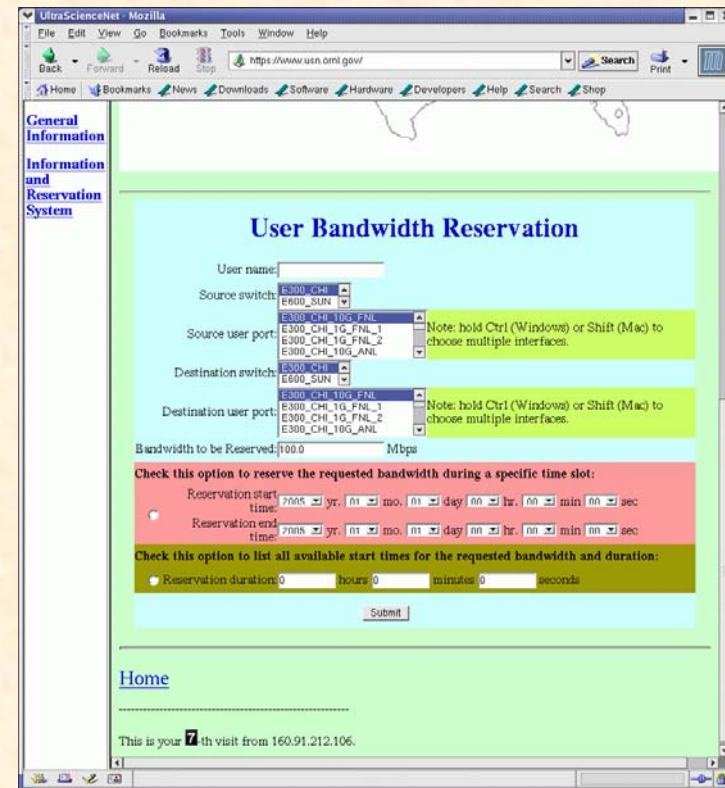 UltraScienceNet - Mozilla
File Edit View Go Bookmarks Tools Window Help
Back Forward Reload Stop https://www.usn.ornl.gov/ Search Print
Home Bookmarks News Downloads Software Hardware Developers Help Search Shop
General
Information
Information
and
Reservation
System
User Bandwidth Reservation
User name:
Source switch: E300_CHI
E600_SUN
Source user port: E300_CHI_10G_FNL
E300_CHI_1G_FNL_1
E300_CHI_1G_FNL_2
E300_CHI_10G_ANL
Note: hold Ctrl (Windows) or Shift (Mac) to
choose multiple interfaces.
Destination switch: E300_CHI
E600_SUN
Destination user port: E300_CHI_10G_FNL
E300_CHI_1G_FNL_1
E300_CHI_1G_FNL_2
E300_CHI_10G_ANL
Note: hold Ctrl (Windows) or Shift (Mac) to
choose multiple interfaces.
Bandwidth to be Reserved: 100.0 Mbps
Check this option to reserve the requested bandwidth during a specific time slot:
Reservation start
time: 2005 yr. 01 mo. 01 day 00 hr. 00 min 00 sec
Reservation end
time: 2005 yr. 01 mo. 01 day 00 hr. 00 min 00 sec
Check this option to list all available start times for the requested bandwidth and duration:
Reservation duration: 0 hours 0 minutes 0 seconds
Submit
Home
--------------------------------------------------------
This is your 7-th visit from 160.91.212.106.